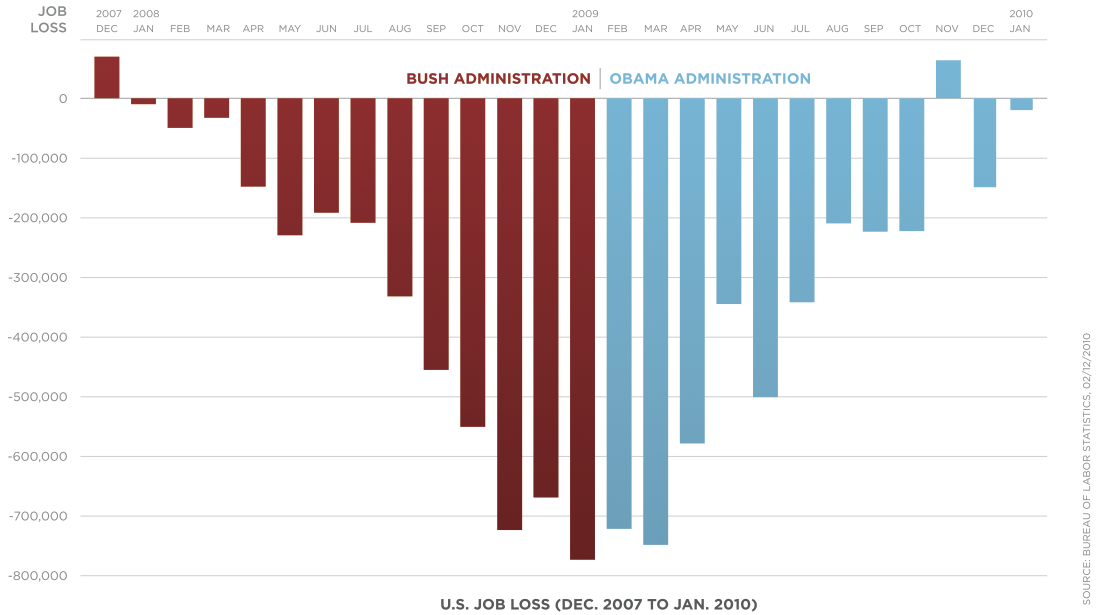 JOB LOSS
2007 2008 2009 2010
DEC JAN FEB MAR APR MAY JUN JUL AUG SEP OCT NOV DEC JAN FEB MAR APR MAY JUN JUL AUG SEP OCT NOV DEC JAN
BUSH ADMINISTRATION | OBAMA ADMINISTRATION
0
-100,000
-200,000
-300,000
-400,000
-500,000
-600,000
-700,000
-800,000
U.S. JOB LOSS (DEC. 2007 TO JAN. 2010)
SOURCE: BUREAU OF LABOR STATISTICS, 02/12/2010